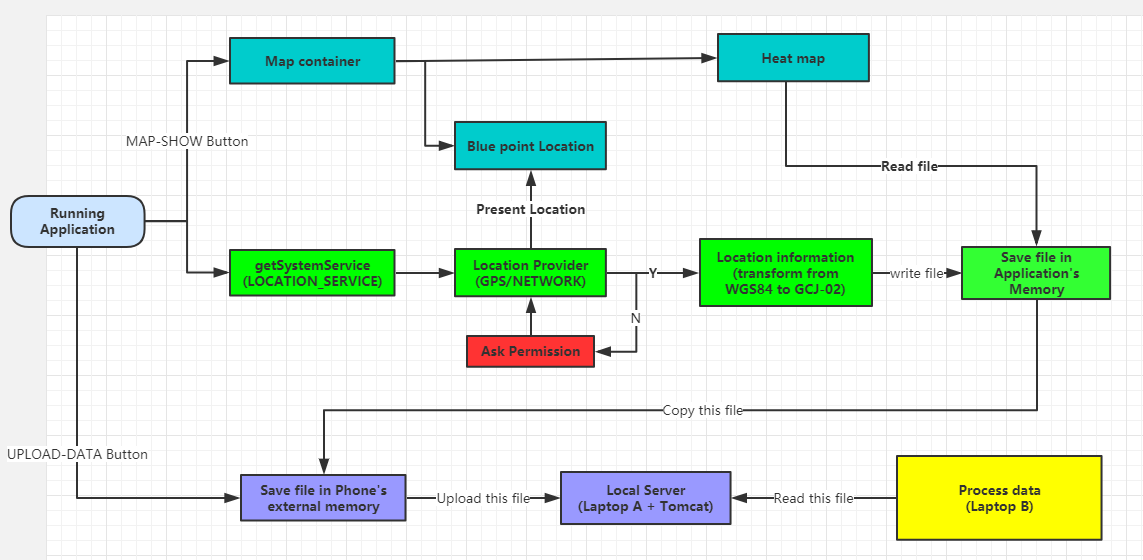 Map container
Heat map
MAP-SHOW Button
Blue point Location
Read file
Running
Application
Present Location
getSystemService
(LOCATION_SERVICE)
Location Provider
(GPS/NETWORK)
Y
Location information
(transform from
WGS84 to GCJ-02)
write file
Save file in
Application's
Memory
N
Ask Permission
Copy this file
UPLOAD-DATA Button
Save file in Phone's
external memory
Upload this file
Local Server
(Laptop A + Tomcat)
Read this file
Process data
(Laptop B)